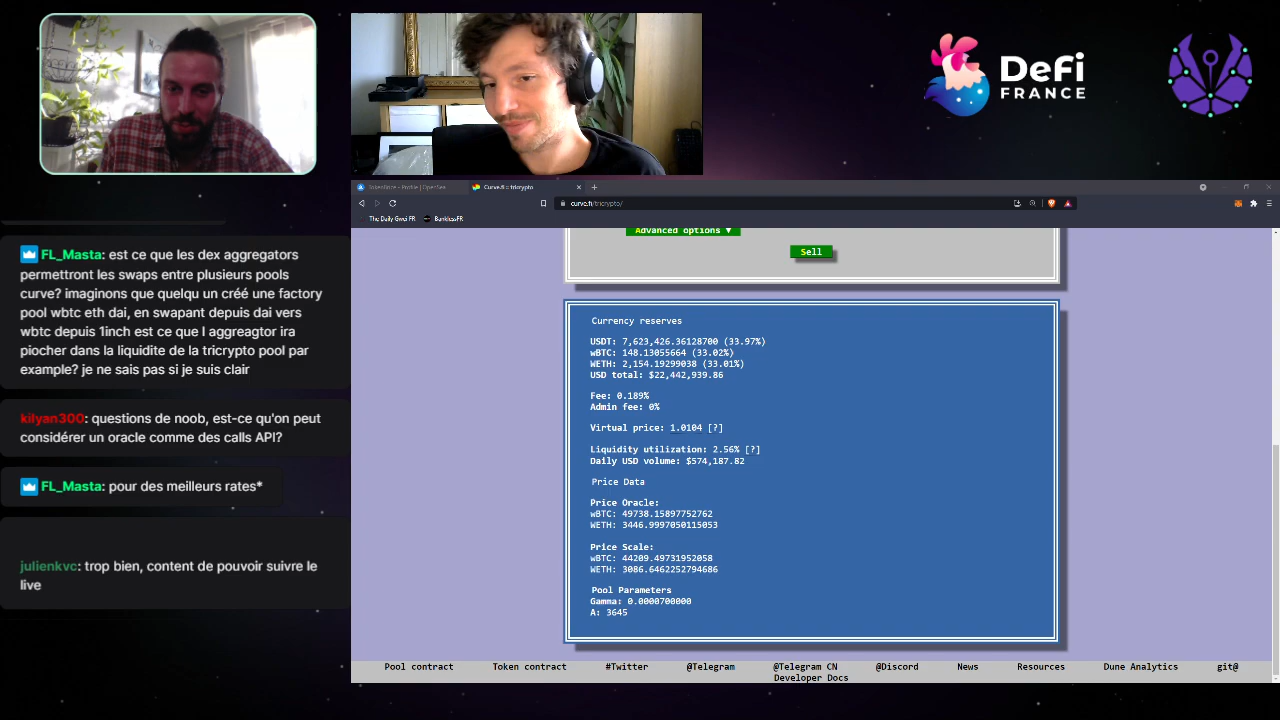 DeFi
FRANCE
TokenBrice - Profile | OpenSea
Curve.fi :: tricrypto
curve.fi/tricrypto/
The Daily Gwei FR
BanklessFR
FL_Masta: est ce que les dex aggregators
permettront les swaps entre plusieurs pools
curve? imaginons que quelqu un créé une factory
pool wbtc eth dai, en swapant depuis dai vers
wbtc depuis 1inch est ce que l aggreagtor ira
piocher dans la liquidite de la tricrypto pool par
example? je ne sais pas si je suis clair
kilyan300: questions de noob, est-ce qu'on peut
considérer un oracle comme des calls API?
FL_Masta: pour des meilleurs rates*
julienkvc: trop bien, content de pouvoir suivre le
live
Advanced options ▼
Sell
Currency reserves
USDT: 7,623,426.36128700 (33.97%)
wBTC: 148.13055664 (33.02%)
WETH: 2,154.19299038 (33.01%)
USD total: $22,442,939.86
Fee: 0.189%
Admin fee: 0%
Virtual price: 1.0104 [?]
Liquidity utilization: 2.56% [?]
Daily USD volume: $574,187.82
Price Data
Price Oracle:
wBTC: 49738.15897752762
WETH: 3446.9997050115053
Price Scale:
wBTC: 44209.49731952058
WETH: 3086.6462252794686
Pool Parameters
Gamma: 0.0000700000
A: 3645
Pool contract
Token contract
#Twitter
@Telegram
@Telegram CN
@Discord
News
Resources
Dune Analytics
git@
Developer Docs